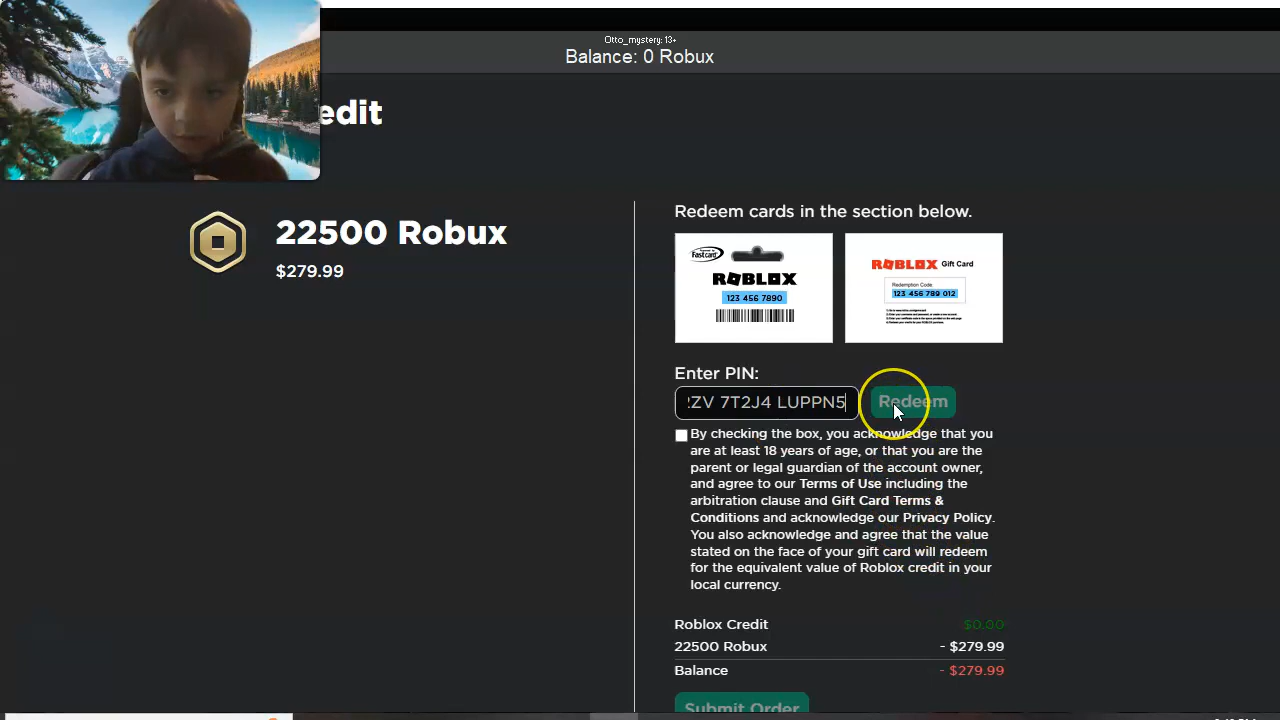 Otto_mystery: 13+
Balance: 0 Robux
edit
22500 Robux
$279.99
Redeem cards in the section below.
Fastcard
ROBLOX
123 456 7890
ROBLOX Gift Card
Redemption Code:
123 456 789 012
Enter PIN:
ZV 7T2J4 LUPPN5
Redeem
By checking the box, you acknowledge that you
are at least 18 years of age, or that you are the
parent or legal guardian of the account owner,
and agree to our Terms of Use including the
arbitration clause and Gift Card Terms &
Conditions and acknowledge our Privacy Policy.
You also acknowledge and agree that the value
stated on the face of your gift card will redeem
for the equivalent value of Roblox credit in your
local currency.
Roblox Credit $0.00
22500 Robux - $279.99
Balance - $279.99
Submit Order